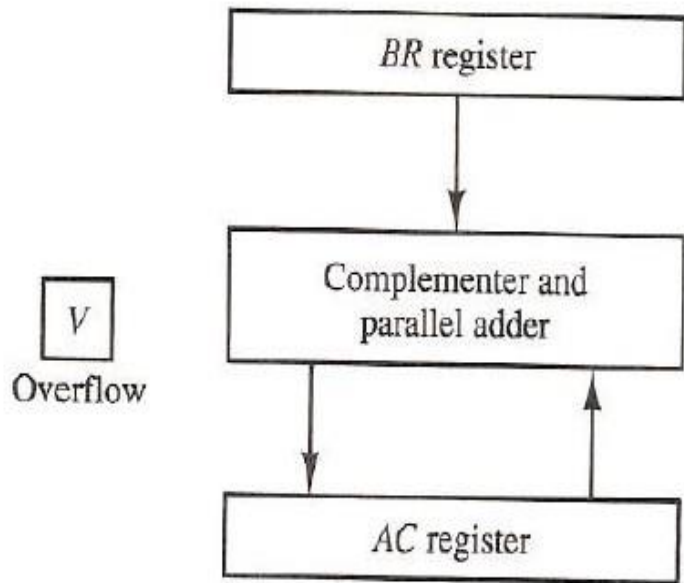 BR register
Complementer and
parallel adder
V
Overflow
AC register